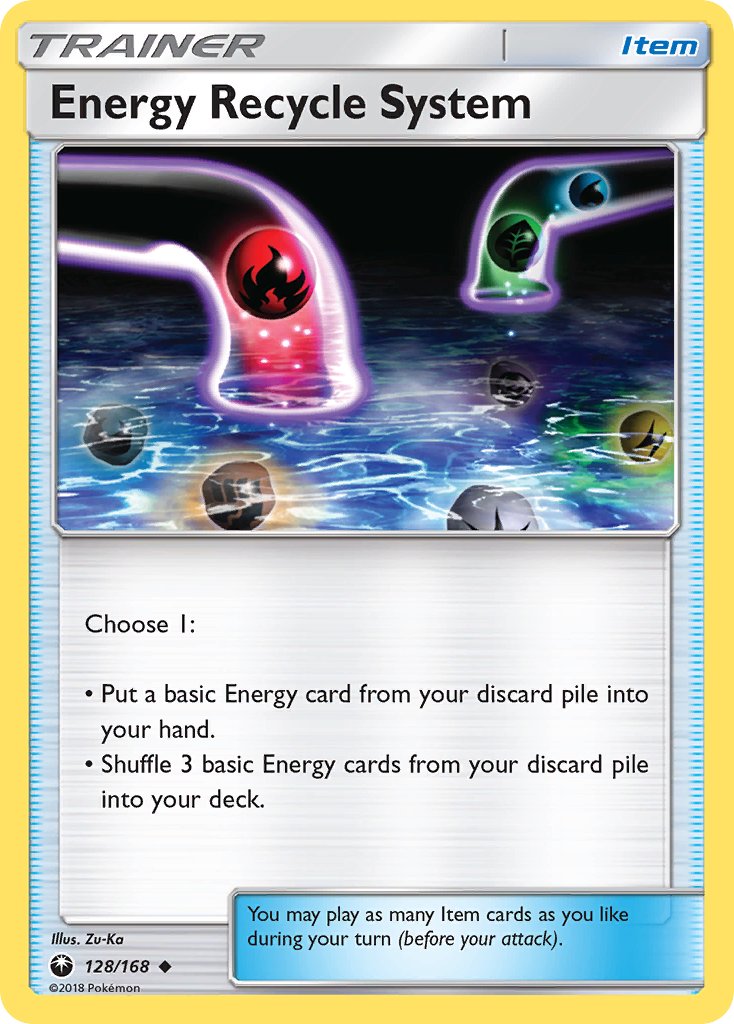 TRAINER
Item
Energy Recycle System
Choose 1:
• Put a basic Energy card from your discard pile into
your hand.
• Shuffle 3 basic Energy cards from your discard pile
into your deck.
You may play as many Item cards as you like
during your turn (before your attack).
Illus. Zu-Ka
128/168 ◆
©2018 Pokémon